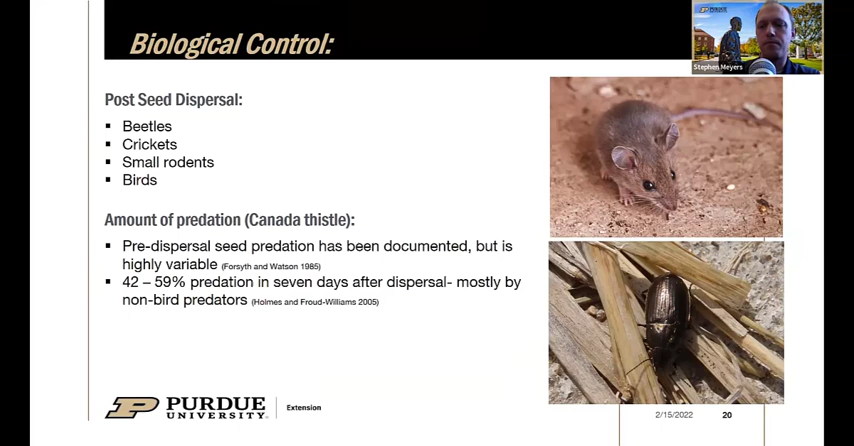 Biological Control:
PURDUE
UNIVERSITY
Stephen Meyers
Post Seed Dispersal:
▪ Beetles
▪ Crickets
▪ Small rodents
▪ Birds
Amount of predation (Canada thistle):
▪ Pre-dispersal seed predation has been documented, but is
highly variable (Forsyth and Watson 1985)
▪ 42 – 59% predation in seven days after dispersal- mostly by
non-bird predators (Holmes and Froud-Williams 2005)
PURDUE
UNIVERSITY®
Extension
2/15/2022 20